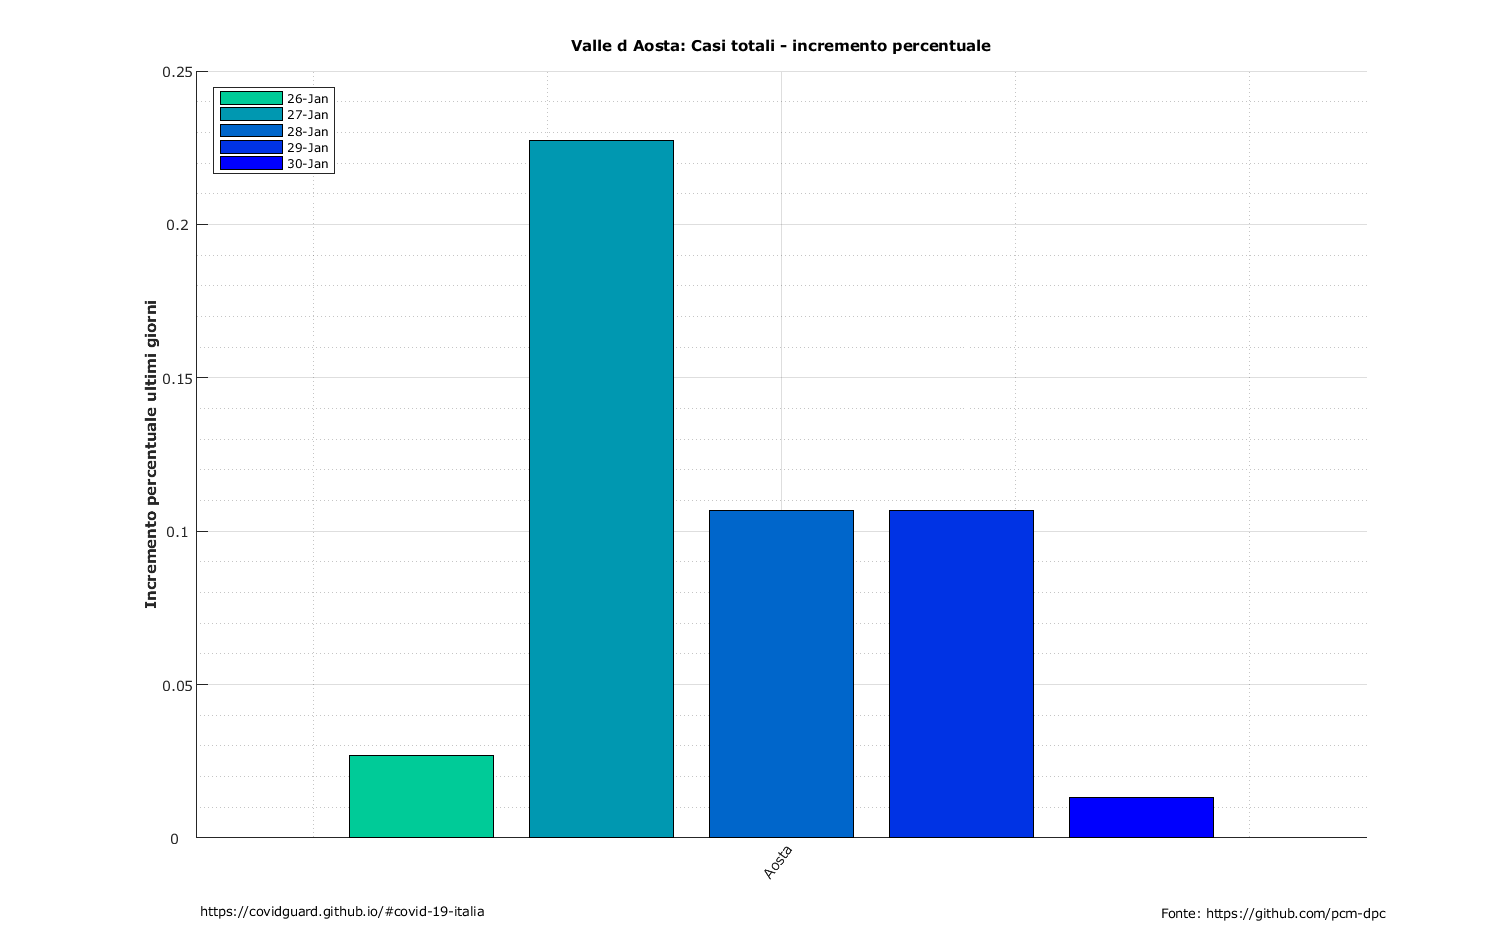 Valle d Aosta: Casi totali - incremento percentuale
0.25
0.2
0.15
0.1
0.05
0
Incremento percentuale ultimi giorni
26-Jan
27-Jan
28-Jan
29-Jan
30-Jan
Aosta
https://covidguard.github.io/#covid-19-italia
Fonte: https://github.com/pcm-dpc